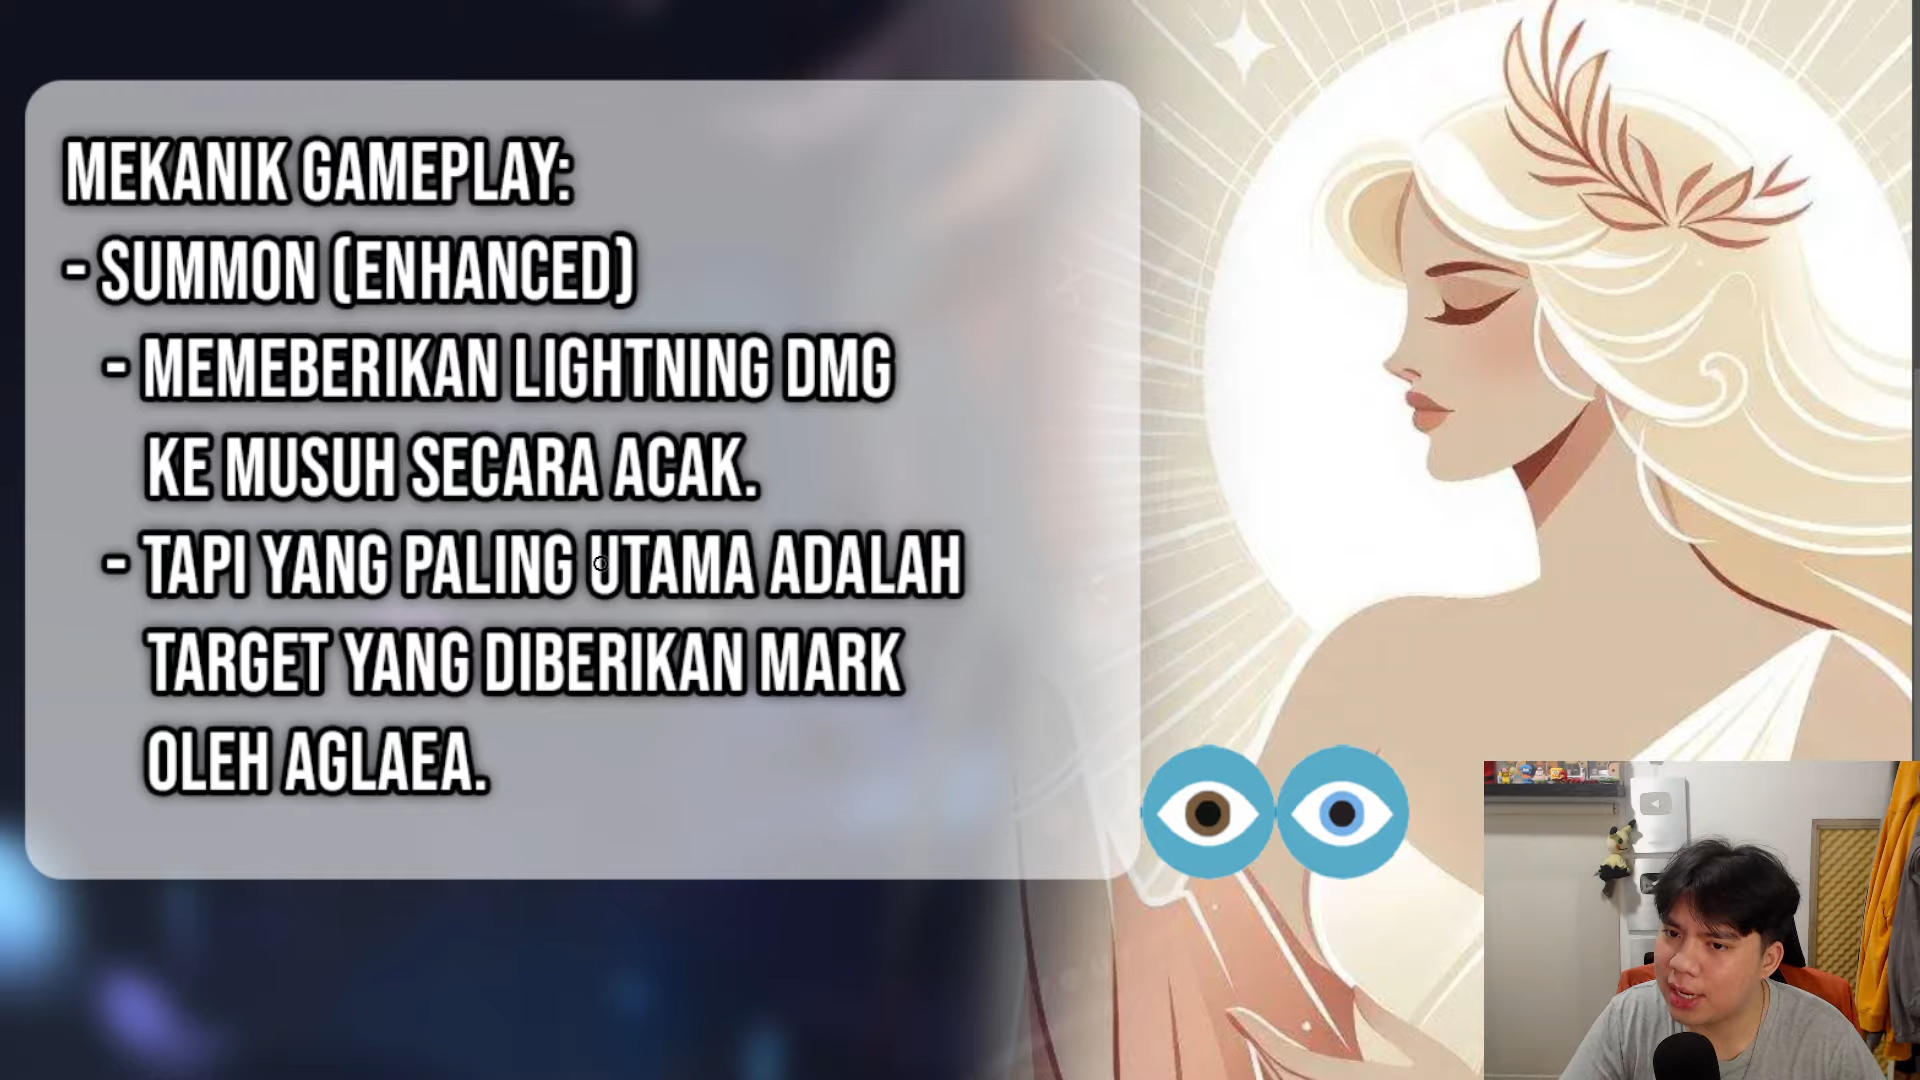 MEKANIK GAMEPLAY:
- SUMMON (ENHANCED)
- MEMEBERIKAN LIGHTNING DMG
KE MUSUH SECARA ACAK.
- TAPI YANG PALING UTAMA ADALAH
TARGET YANG DIBERIKAN MARK
OLEH AGLAEA.